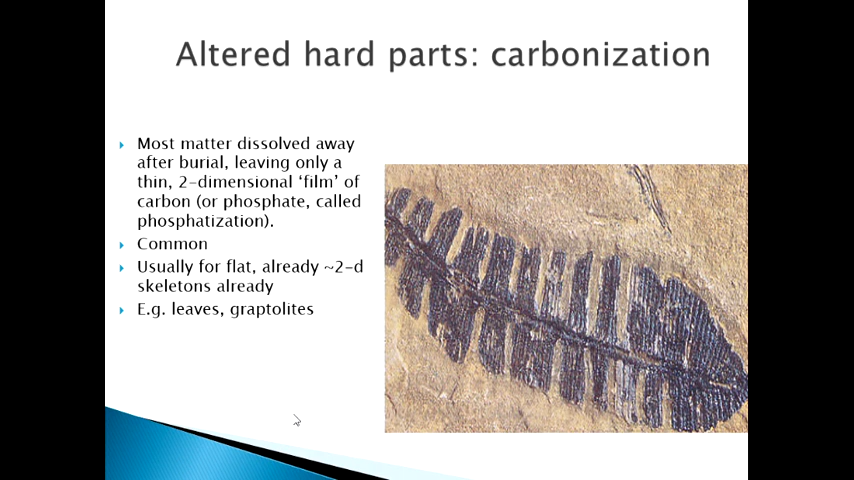 Altered hard parts: carbonization
Most matter dissolved away
after burial, leaving only a
thin, 2-dimensional ‘film’ of
carbon (or phosphate, called
phosphatization).
Common
Usually for flat, already ~2-d
skeletons already
E.g. leaves, graptolites